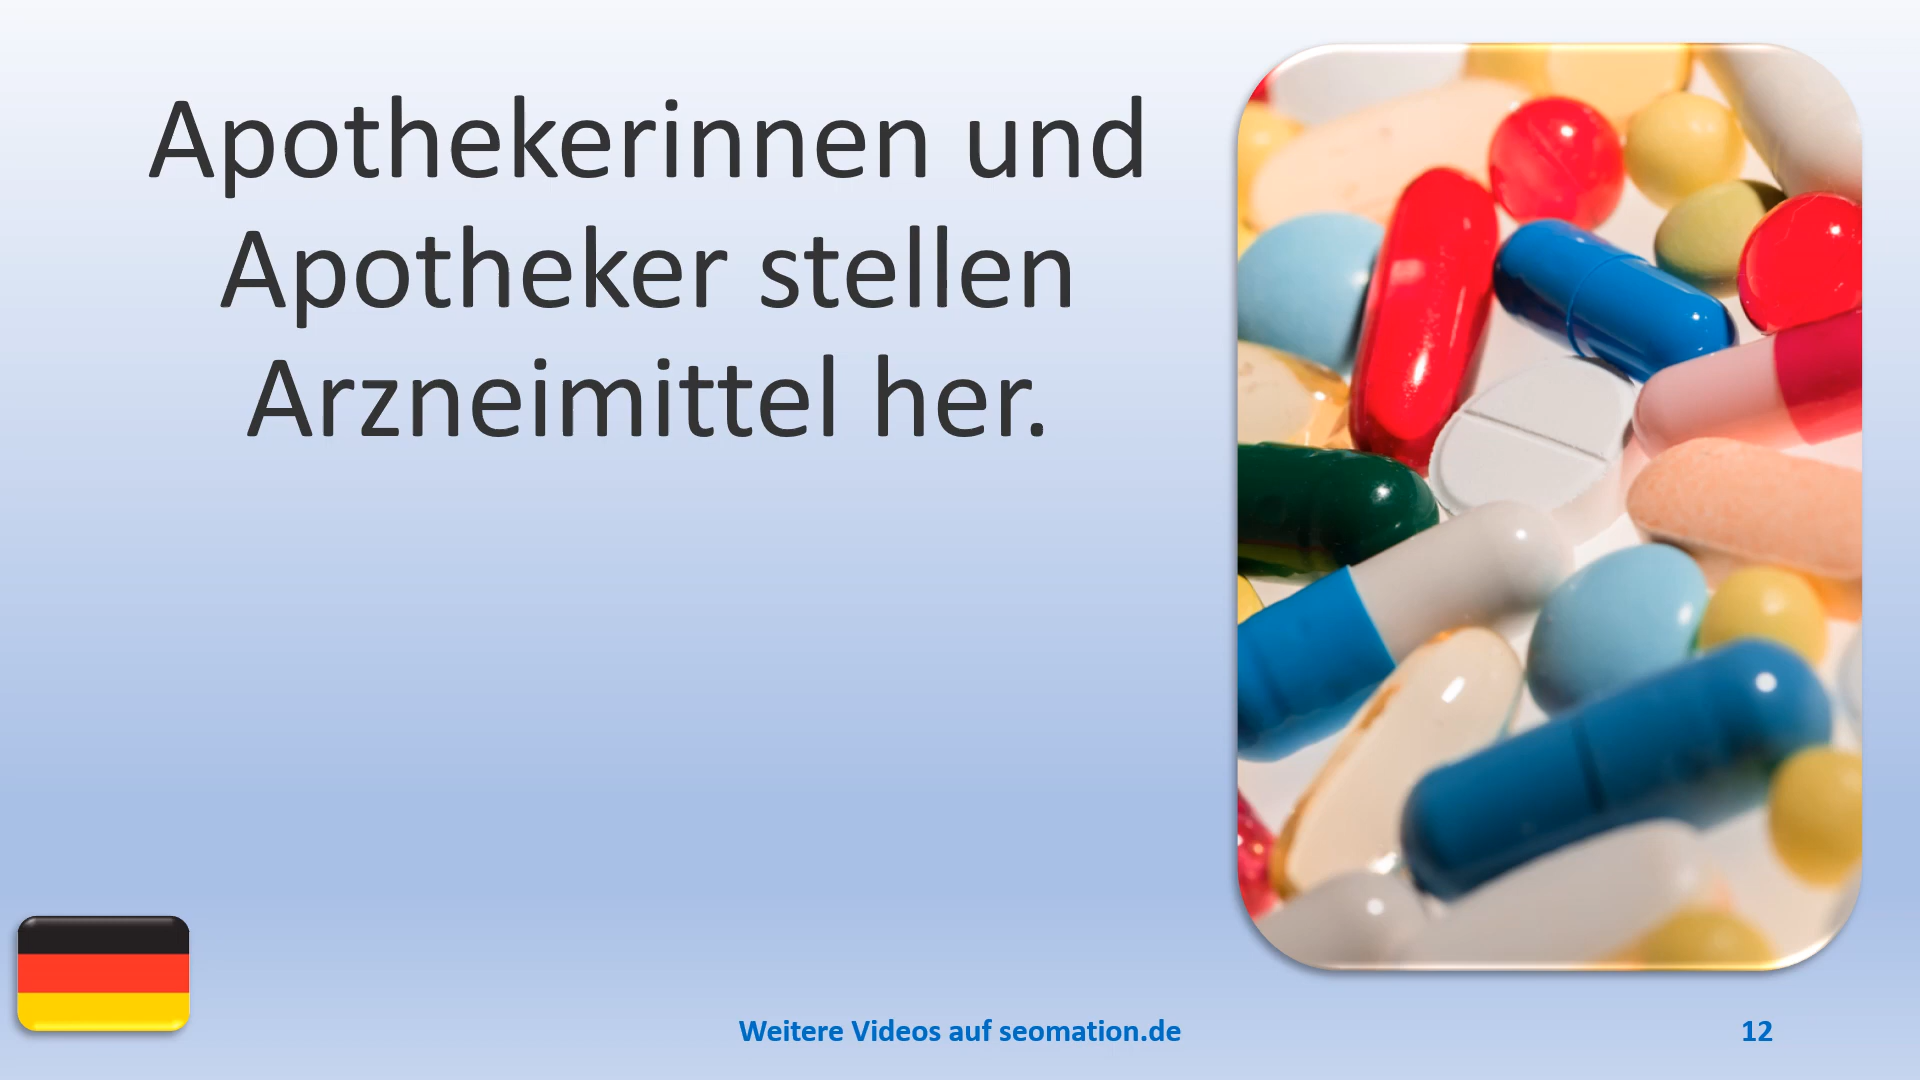 Apothekerinnen und
Apotheker stellen
Arzneimittel her.
Weitere Videos auf seomation.de
12